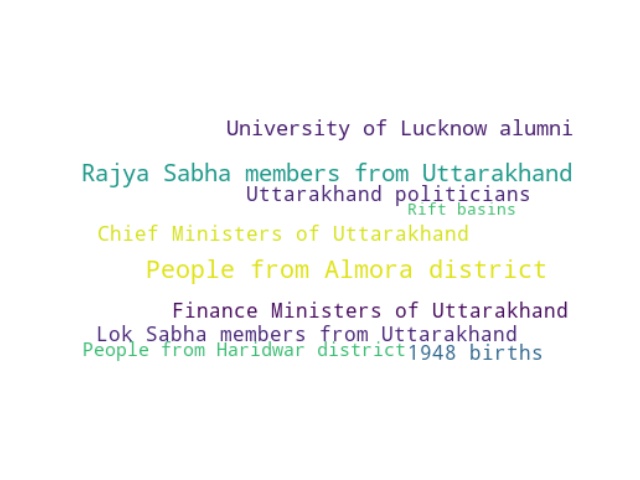 University of Lucknow alumni
Rajya Sabha members from Uttarakhand
Uttarakhand politicians
Rift basins
Chief Ministers of Uttarakhand
People from Almora district
Finance Ministers of Uttarakhand
Lok Sabha members from Uttarakhand
People from Haridwar district
1948 births